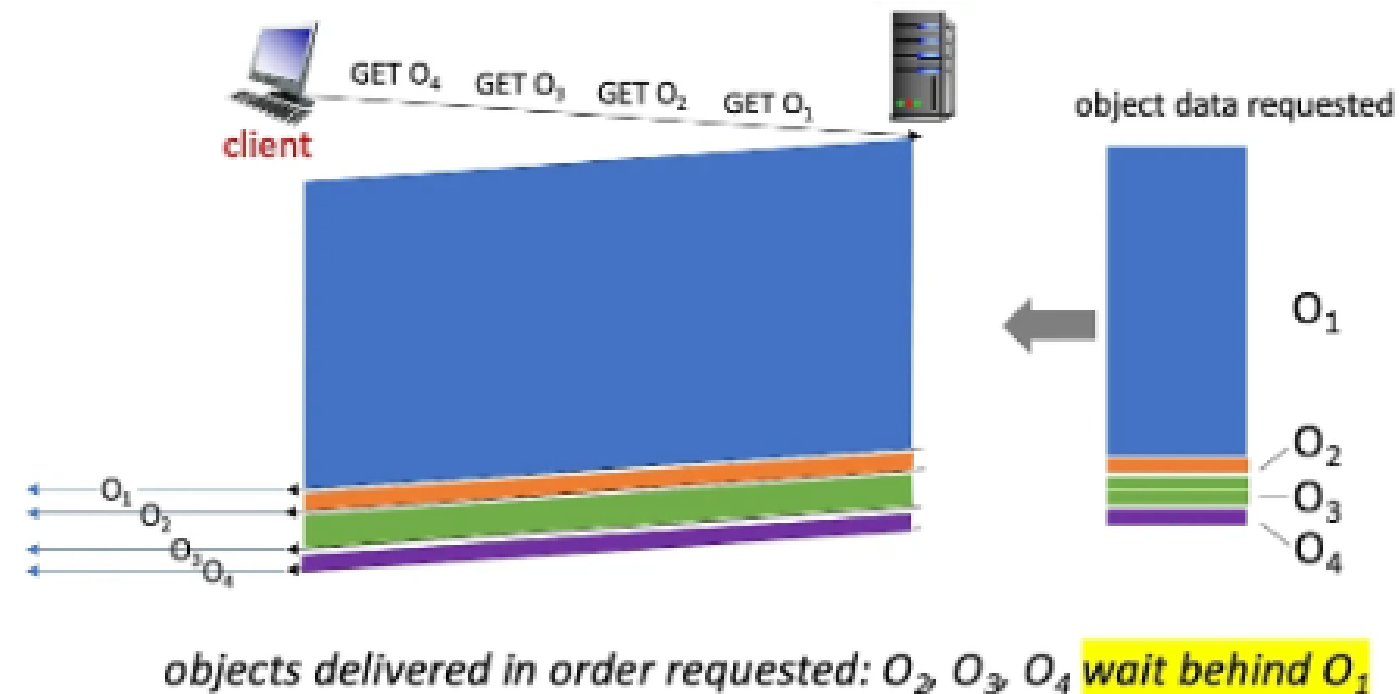 GET O₄ GET O₃ GET O₂ GET O₁
client
object data requested
O₁
O₂
O₃
O₄
O₁
O₂
O₃
O₄
objects delivered in order requested: O₂, O₃, O₄ wait behind O₁